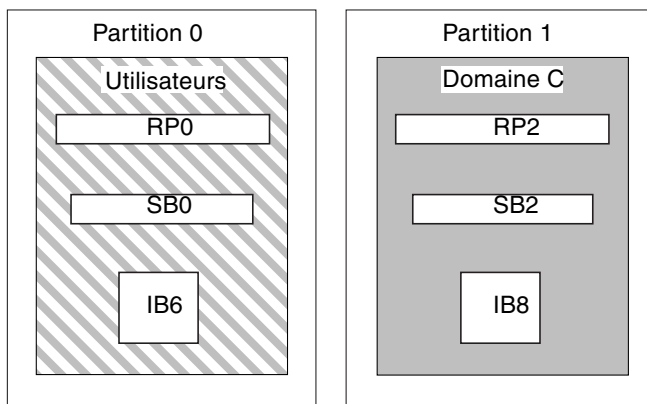 Partition 0
Utilisateurs
RP0
SB0
IB6
Partition 1
Domaine C
RP2
SB2
IB8